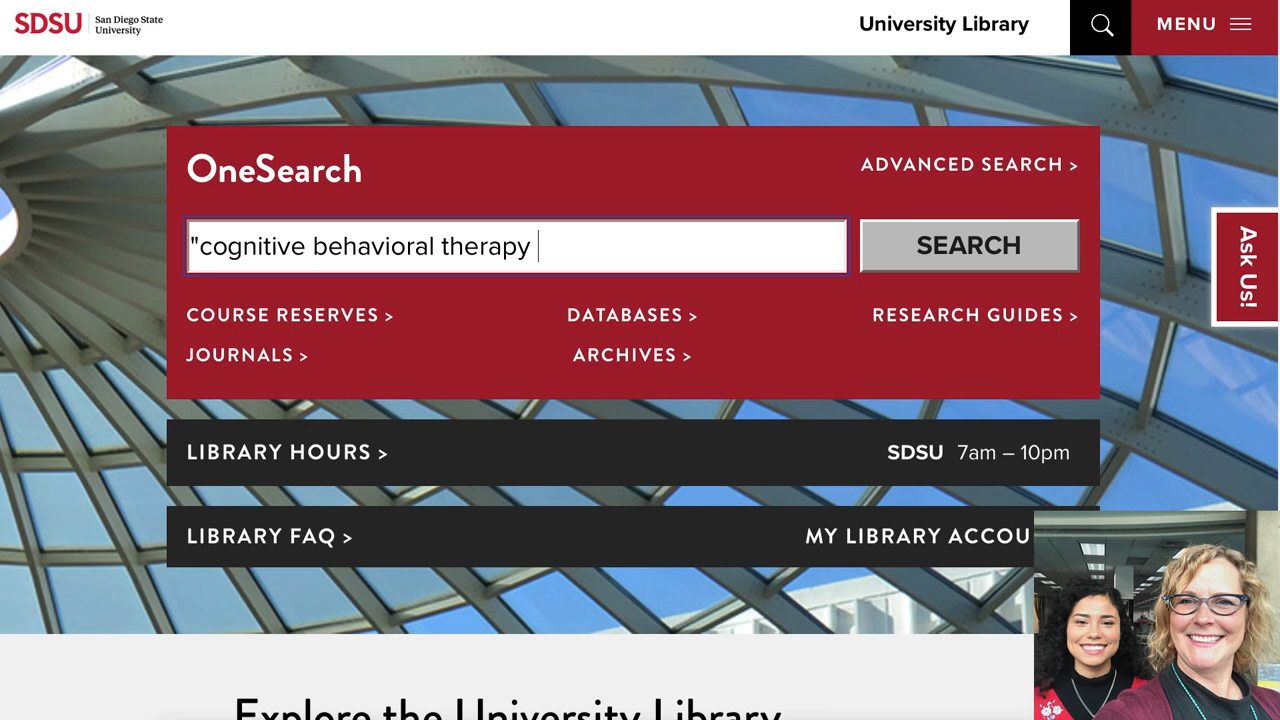 SDSU
San Diego State
University
University Library
MENU
OneSearch
ADVANCED SEARCH >
"cognitive behavioral therapy
SEARCH
Ask Us!
COURSE RESERVES >
DATABASES >
RESEARCH GUIDES >
JOURNALS >
ARCHIVES >
LIBRARY HOURS >
SDSU 7am – 10pm
LIBRARY FAQ >
MY LIBRARY ACCOU
Explore the University Library